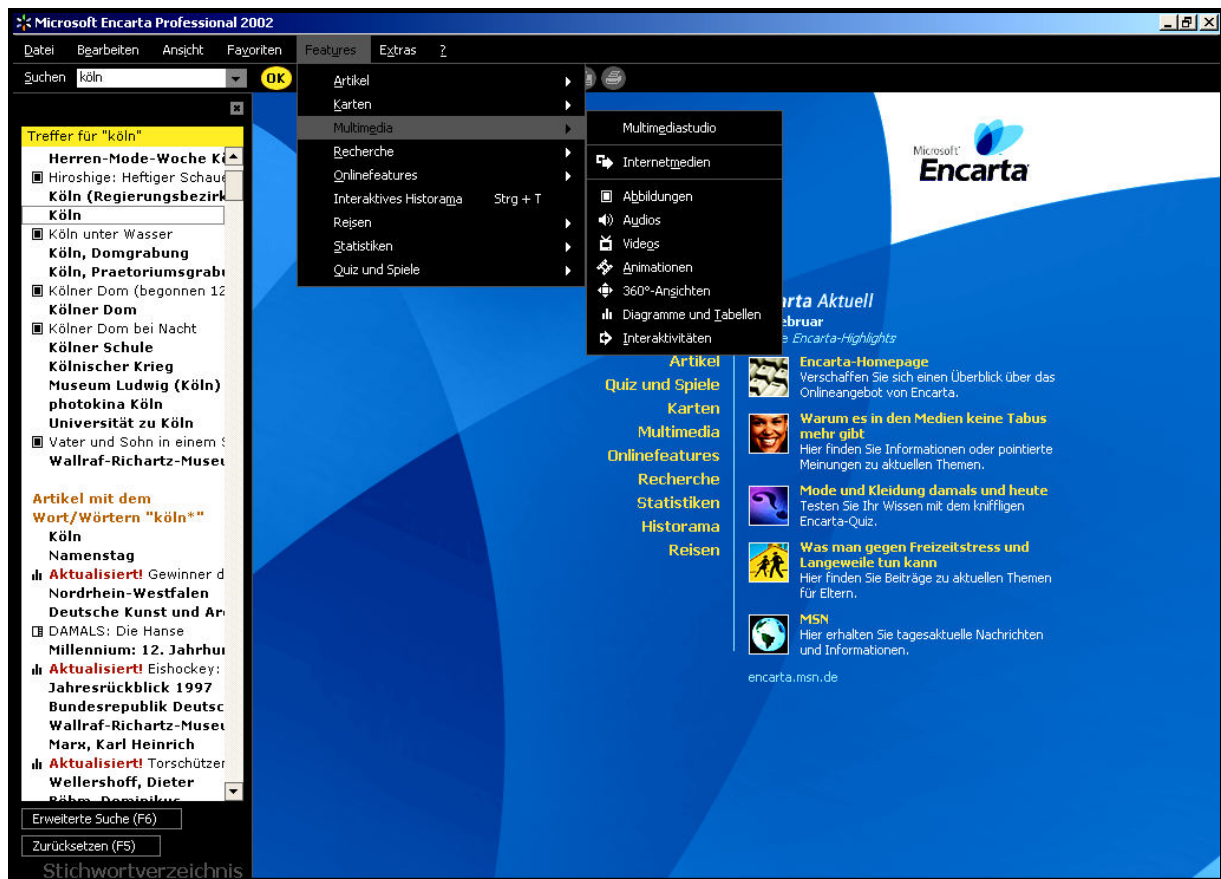 Microsoft Encarta Professional 2002
Datei Bearbeiten Ansicht Favoriten Features Extras ?
Suchen köln OK
Treffer für "köln"
Herren-Mode-Woche Kö
Hiroshige: Heftiger Schaue
Köln (Regierungsbezirk
Köln
Köln unter Wasser
Köln, Domgrabung
Köln, Praetoriumsgrabu
Kölner Dom (begonnen 12
Kölner Dom
Kölner Dom bei Nacht
Kölner Schule
Kölnischer Krieg
Museum Ludwig (Köln)
photokina Köln
Universität zu Köln
Vater und Sohn in einem
Wallraf-Richartz-Museu
Artikel mit dem
Wort/Wörtern "köln*"
Köln
Namenstag
Aktualisiert! Gewinner d
Nordrhein-Westfalen
Deutsche Kunst und Ar
DAMALS: Die Hanse
Millennium: 12. Jahrhu
Aktualisiert! Eishockey:
Jahresrückblick 1997
Bundesrepublik Deutsc
Wallraf-Richartz-Museu
Marx, Karl Heinrich
Aktualisiert! Torschützer
Wellershoff, Dieter
Böhm, Dominikus
Erweiterte Suche (F6)
Zurücksetzen (F5)
Stichwortverzeichnis
Artikel
Karten
Multimedia
Recherche
Onlinefeatures
Interaktives Historama Strg + T
Reisen
Statistiken
Quiz und Spiele
Multimediastudio
Internetmedien
Abbildungen
Audios
Videos
Animationen
360°-Ansichten
Diagramme und Tabellen
Interaktivitäten
Microsoft
Encarta
Artikel
Quiz und Spiele
Karten
Multimedia
Onlinefeatures
Recherche
Statistiken
Historama
Reisen
arta Aktuell
bruar
e Encarta-Highlights
Encarta-Homepage
Verschaffen Sie sich einen Überblick über das
Onlineangebot von Encarta.
Warum es in den Medien keine Tabus
mehr gibt
Hier finden Sie Informationen oder pointierte
Meinungen zu aktuellen Themen.
Mode und Kleidung damals und heute
Testen Sie Ihr Wissen mit dem kniffligen
Encarta-Quiz.
Was man gegen Freizeitstress und
Langeweile tun kann
Hier finden Sie Beiträge zu aktuellen Themen
für Eltern.
MSN
Hier erhalten Sie tagesaktuelle Nachrichten
und Informationen.
encarta.msn.de